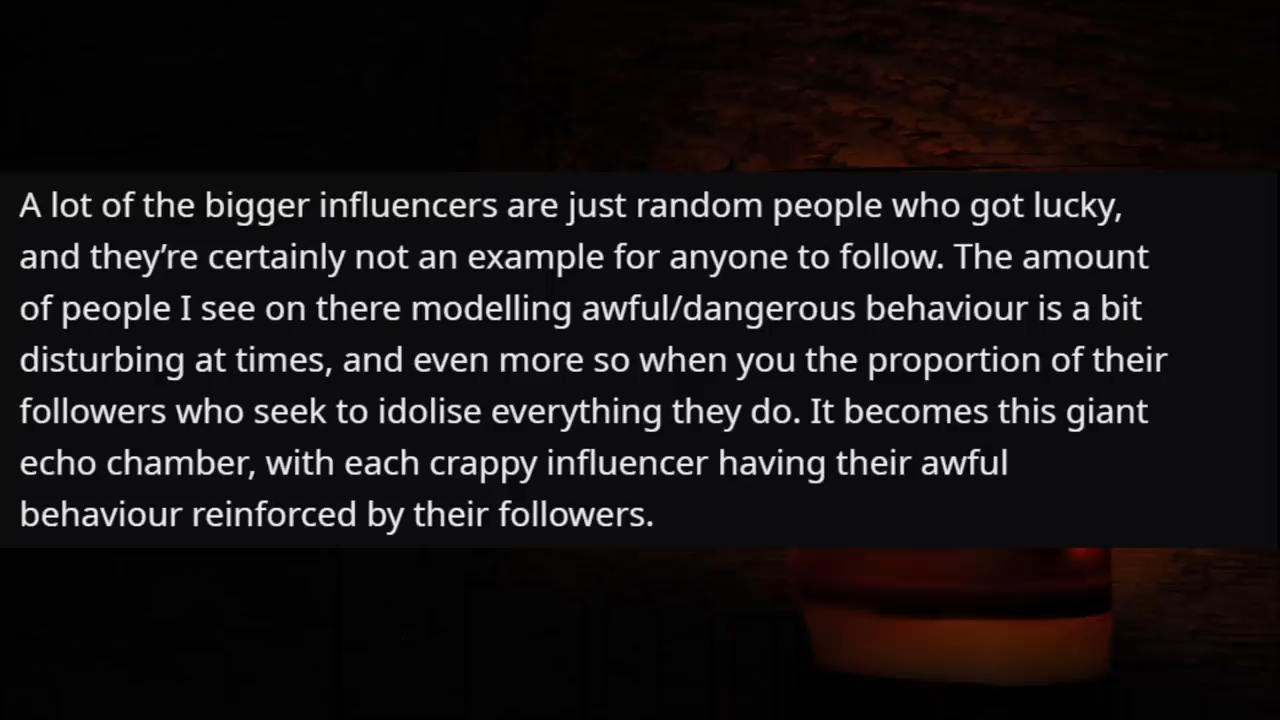 A lot of the bigger influencers are just random people who got lucky,
and they’re certainly not an example for anyone to follow. The amount
of people I see on there modelling awful/dangerous behaviour is a bit
disturbing at times, and even more so when you the proportion of their
followers who seek to idolise everything they do. It becomes this giant
echo chamber, with each crappy influencer having their awful
behaviour reinforced by their followers.